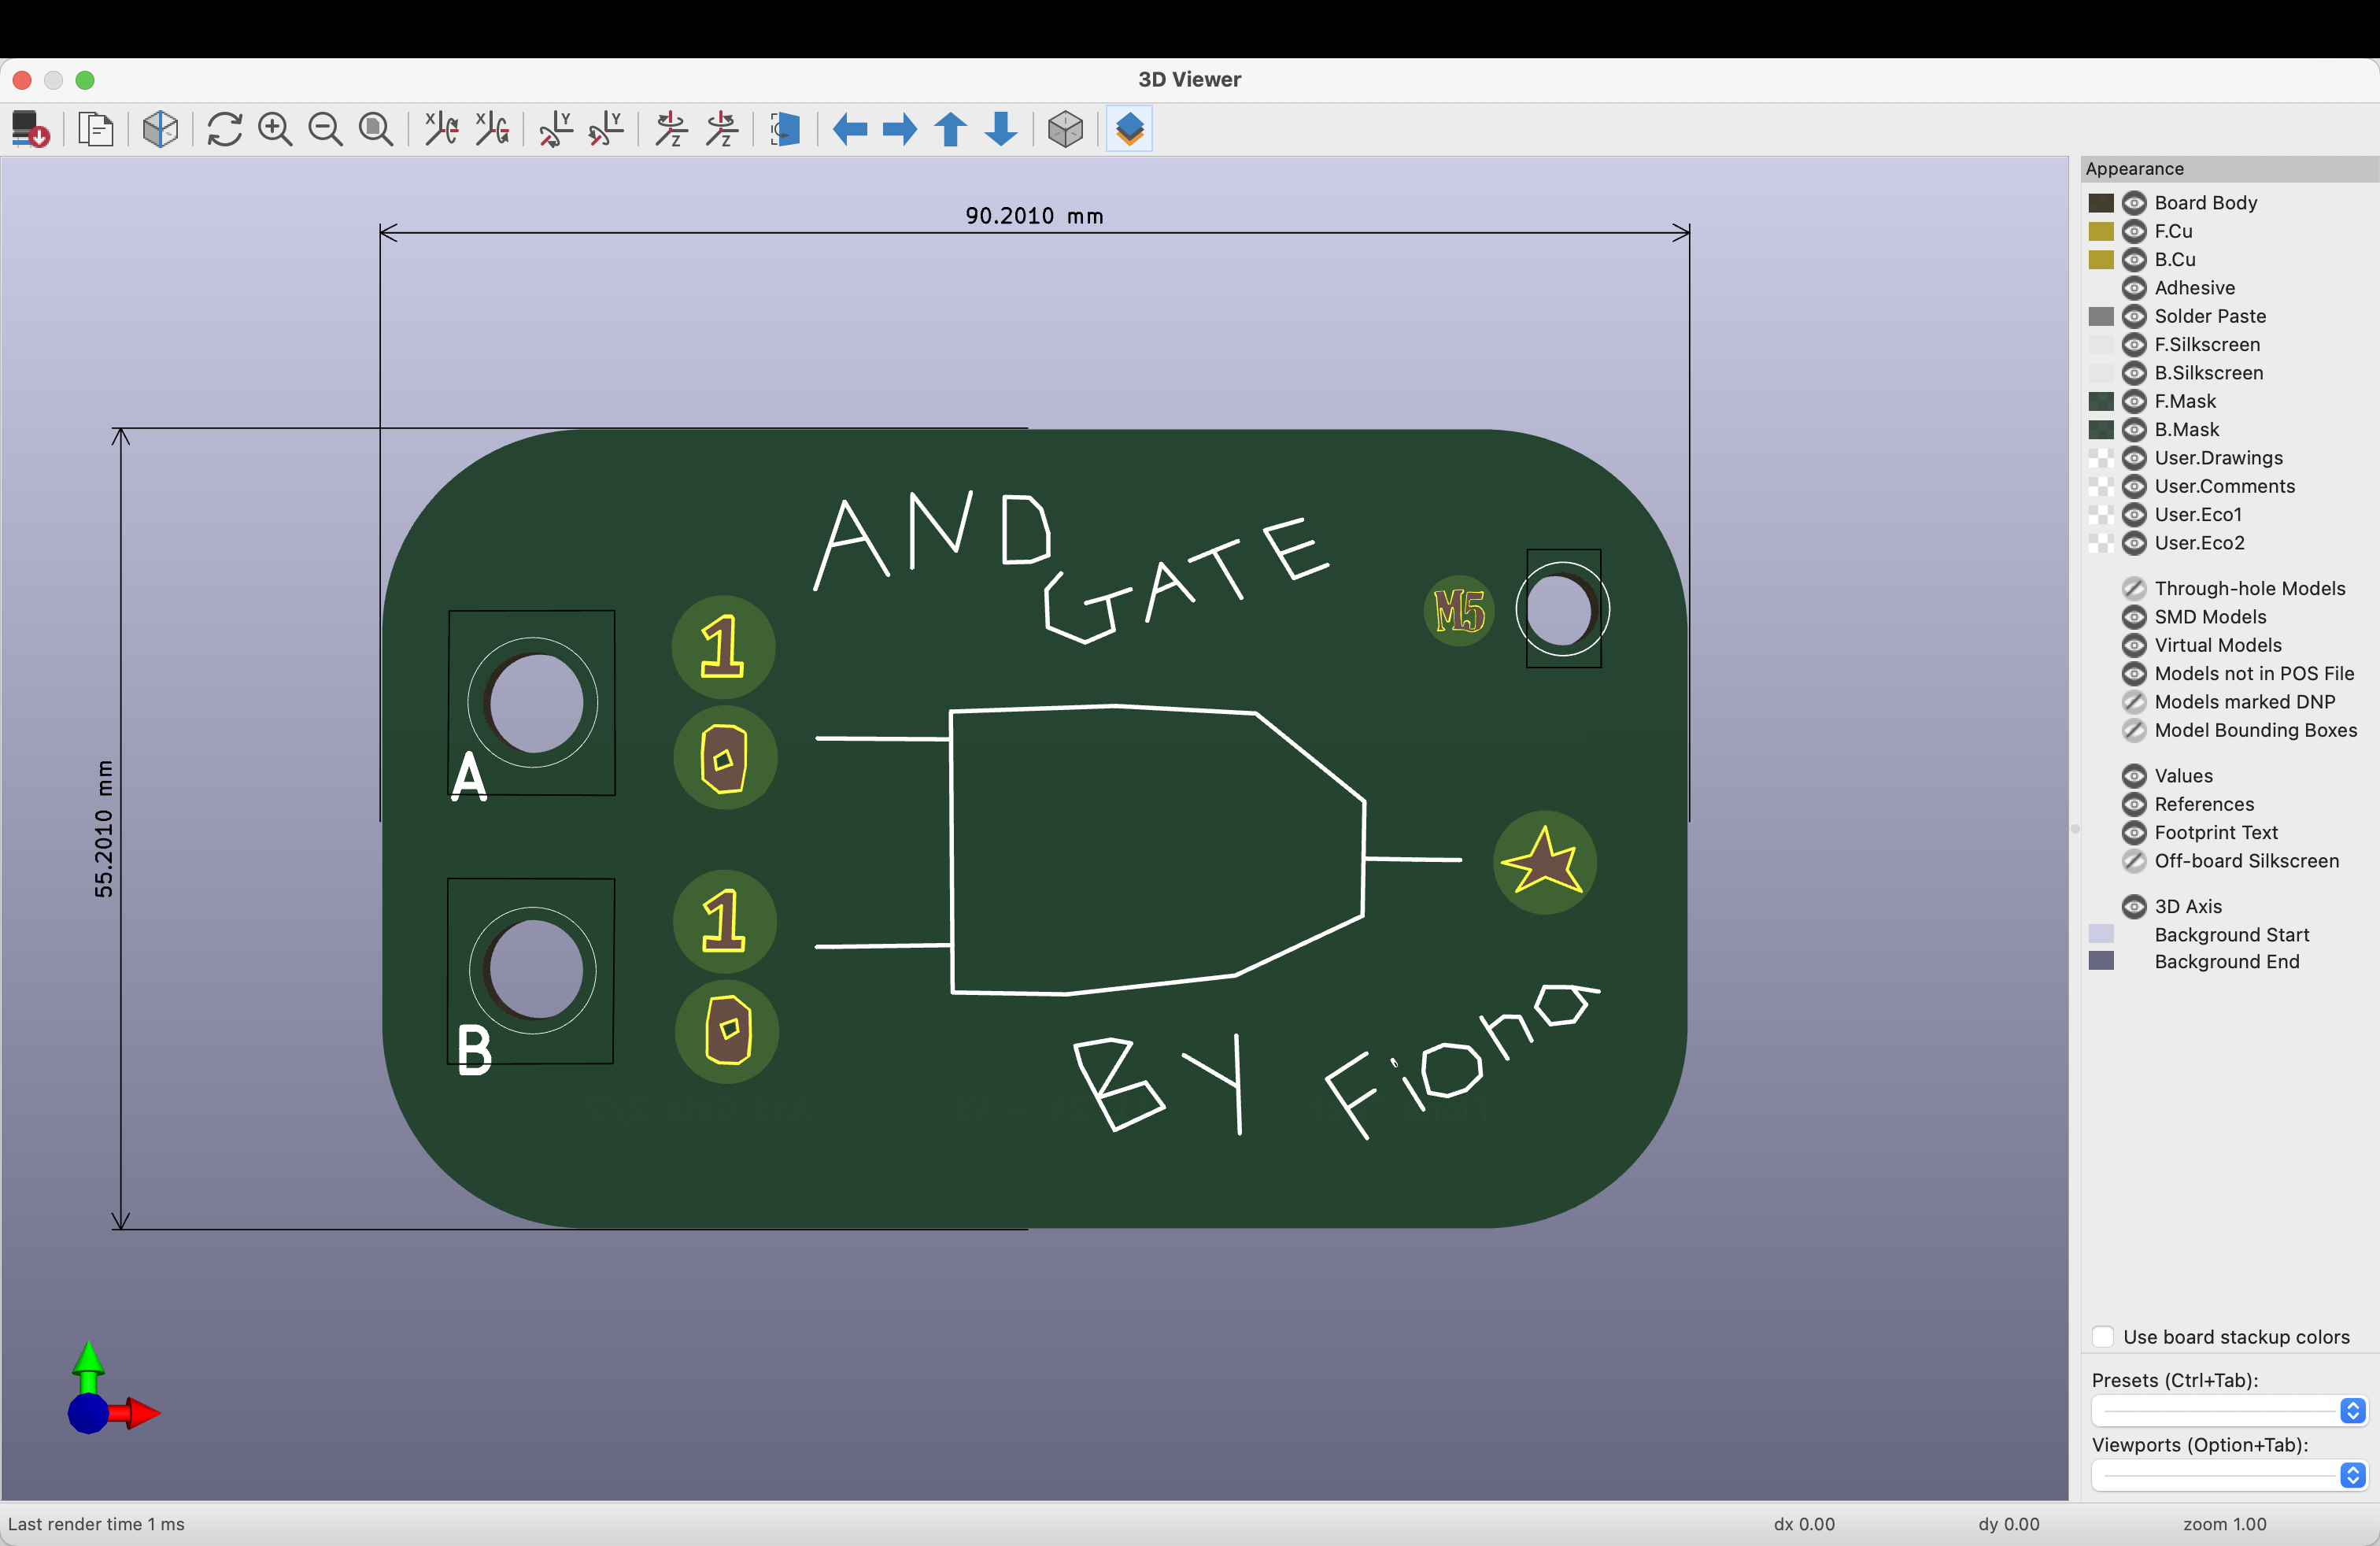 3D Viewer
X X Y Y Z Z
Appearance
Board Body
F.Cu
B.Cu
Adhesive
Solder Paste
F.Silkscreen
B.Silkscreen
F.Mask
B.Mask
User.Drawings
User.Comments
User.Eco1
User.Eco2
Through-hole Models
SMD Models
Virtual Models
Models not in POS File
Models marked DNP
Model Bounding Boxes
Values
References
Footprint Text
Off-board Silkscreen
3D Axis
Background Start
Background End
Use board stackup colors
Presets (Ctrl+Tab):
Viewports (Option+Tab):
90.2010 mm
55.2010 mm
AND
GATE
M5
1
0
A
1
0
B
BY Fiona
Last render time 1 ms
dx 0.00
dy 0.00
zoom 1.00